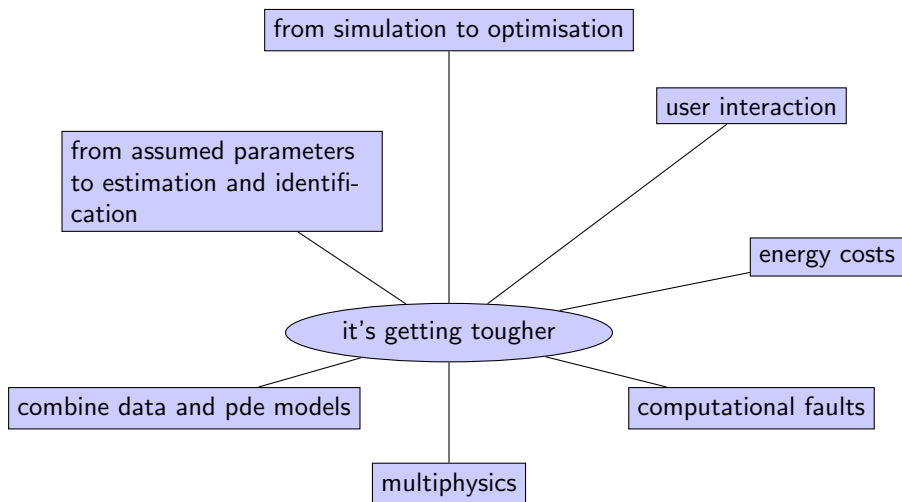 from simulation to optimisation
user interaction
from assumed parameters
to estimation and identifi-
cation
energy costs
it's getting tougher
combine data and pde models
computational faults
multiphysics